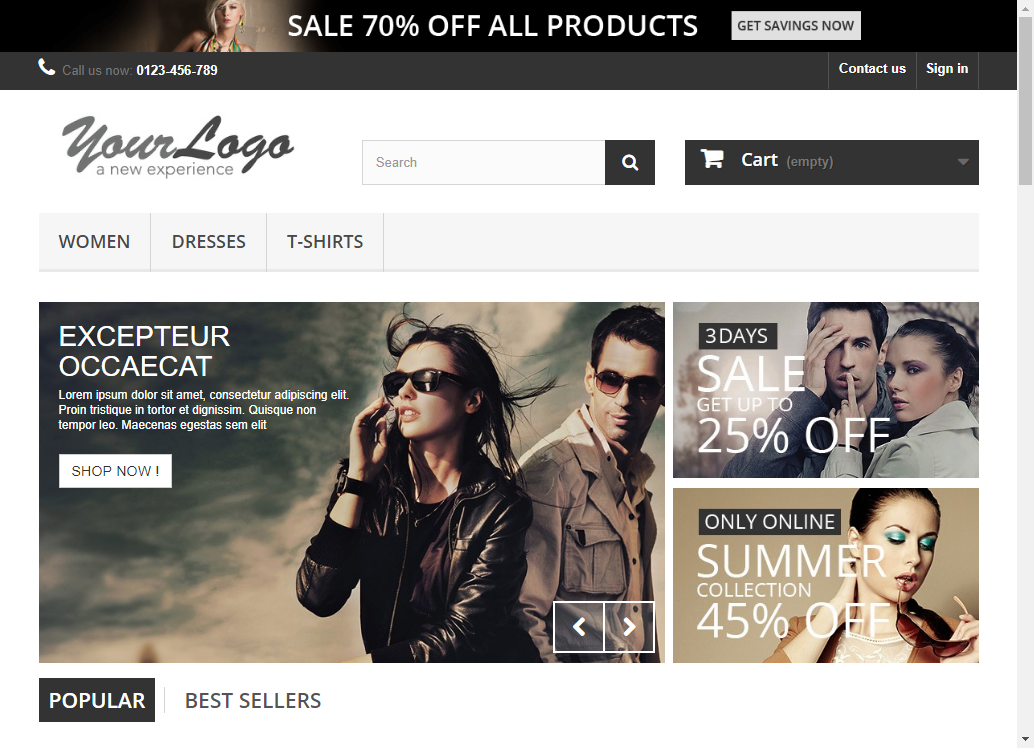 SALE 70% OFF ALL PRODUCTS
GET SAVINGS NOW
Call us now: 0123-456-789
Contact us
Sign in
YourLogo
a new experience
Search
Cart (empty)
WOMEN
DRESSES
T-SHIRTS
EXCEPTEUR
OCCAECAT
Lorem ipsum dolor sit amet, consectetur adipiscing elit.
Proin tristique in tortor et dignissim. Quisque non
tempor leo. Maecenas egestas sem elit
SHOP NOW !
3 DAYS
SALE
GET UP TO
25% OFF
ONLY ONLINE
SUMMER
COLLECTION
45% OFF
POPULAR
BEST SELLERS